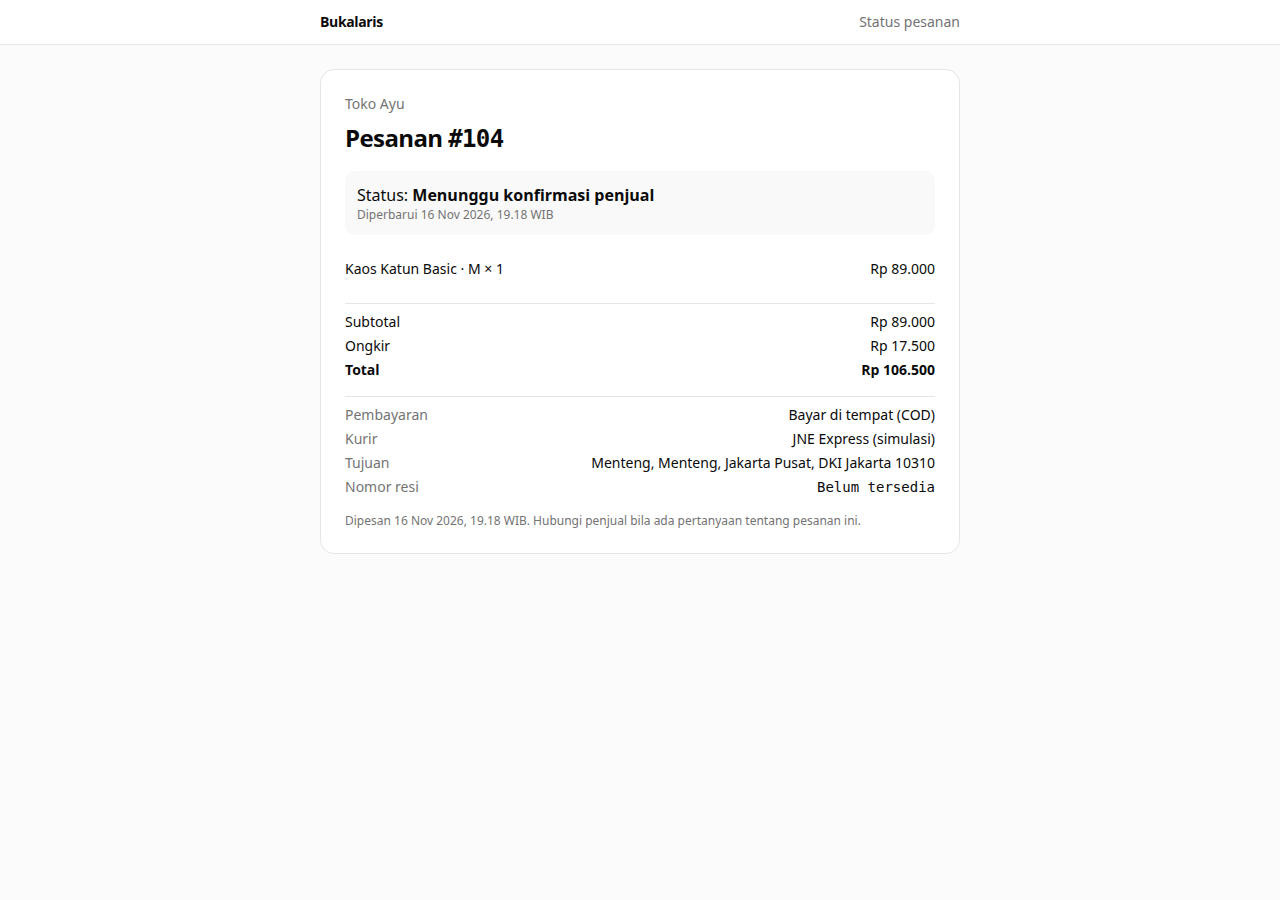 Bukalaris
Status pesanan
Toko Ayu
Pesanan #104
Status: Menunggu konfirmasi penjual
Diperbarui 16 Nov 2026, 19.18 WIB
Kaos Katun Basic · M × 1 Rp 89.000
Subtotal Rp 89.000
Ongkir Rp 17.500
Total Rp 106.500
Pembayaran Bayar di tempat (COD)
Kurir JNE Express (simulasi)
Tujuan Menteng, Menteng, Jakarta Pusat, DKI Jakarta 10310
Nomor resi Belum tersedia
Dipesan 16 Nov 2026, 19.18 WIB. Hubungi penjual bila ada pertanyaan tentang pesanan ini.